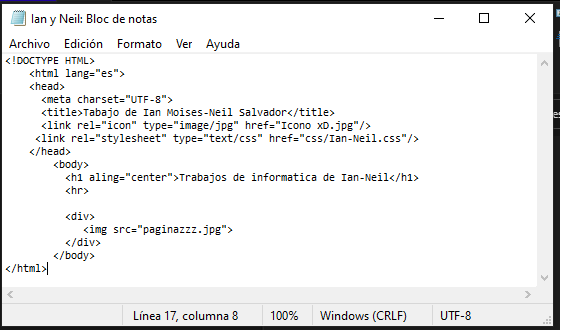 Ian y Neil: Bloc de notas
Archivo Edición Formato Ver Ayuda
<!DOCTYPE HTML>
<html lang="es">
<head>
<meta charset="UTF-8">
<title>Tabajo de Ian Moises-Neil Salvador</title>
<link rel="icon" type="image/jpg" href="Icono xD.jpg"/>
<link rel="stylesheet" type="text/css" href="css/Ian-Neil.css"/>
</head>
<body>
<h1 aling="center">Trabajos de informatica de Ian-Neil</h1>
<hr>
<div>
<img src="paginazzz.jpg">
</div>
</body>
</html>
Línea 17, columna 8 100% Windows (CRLF) UTF-8